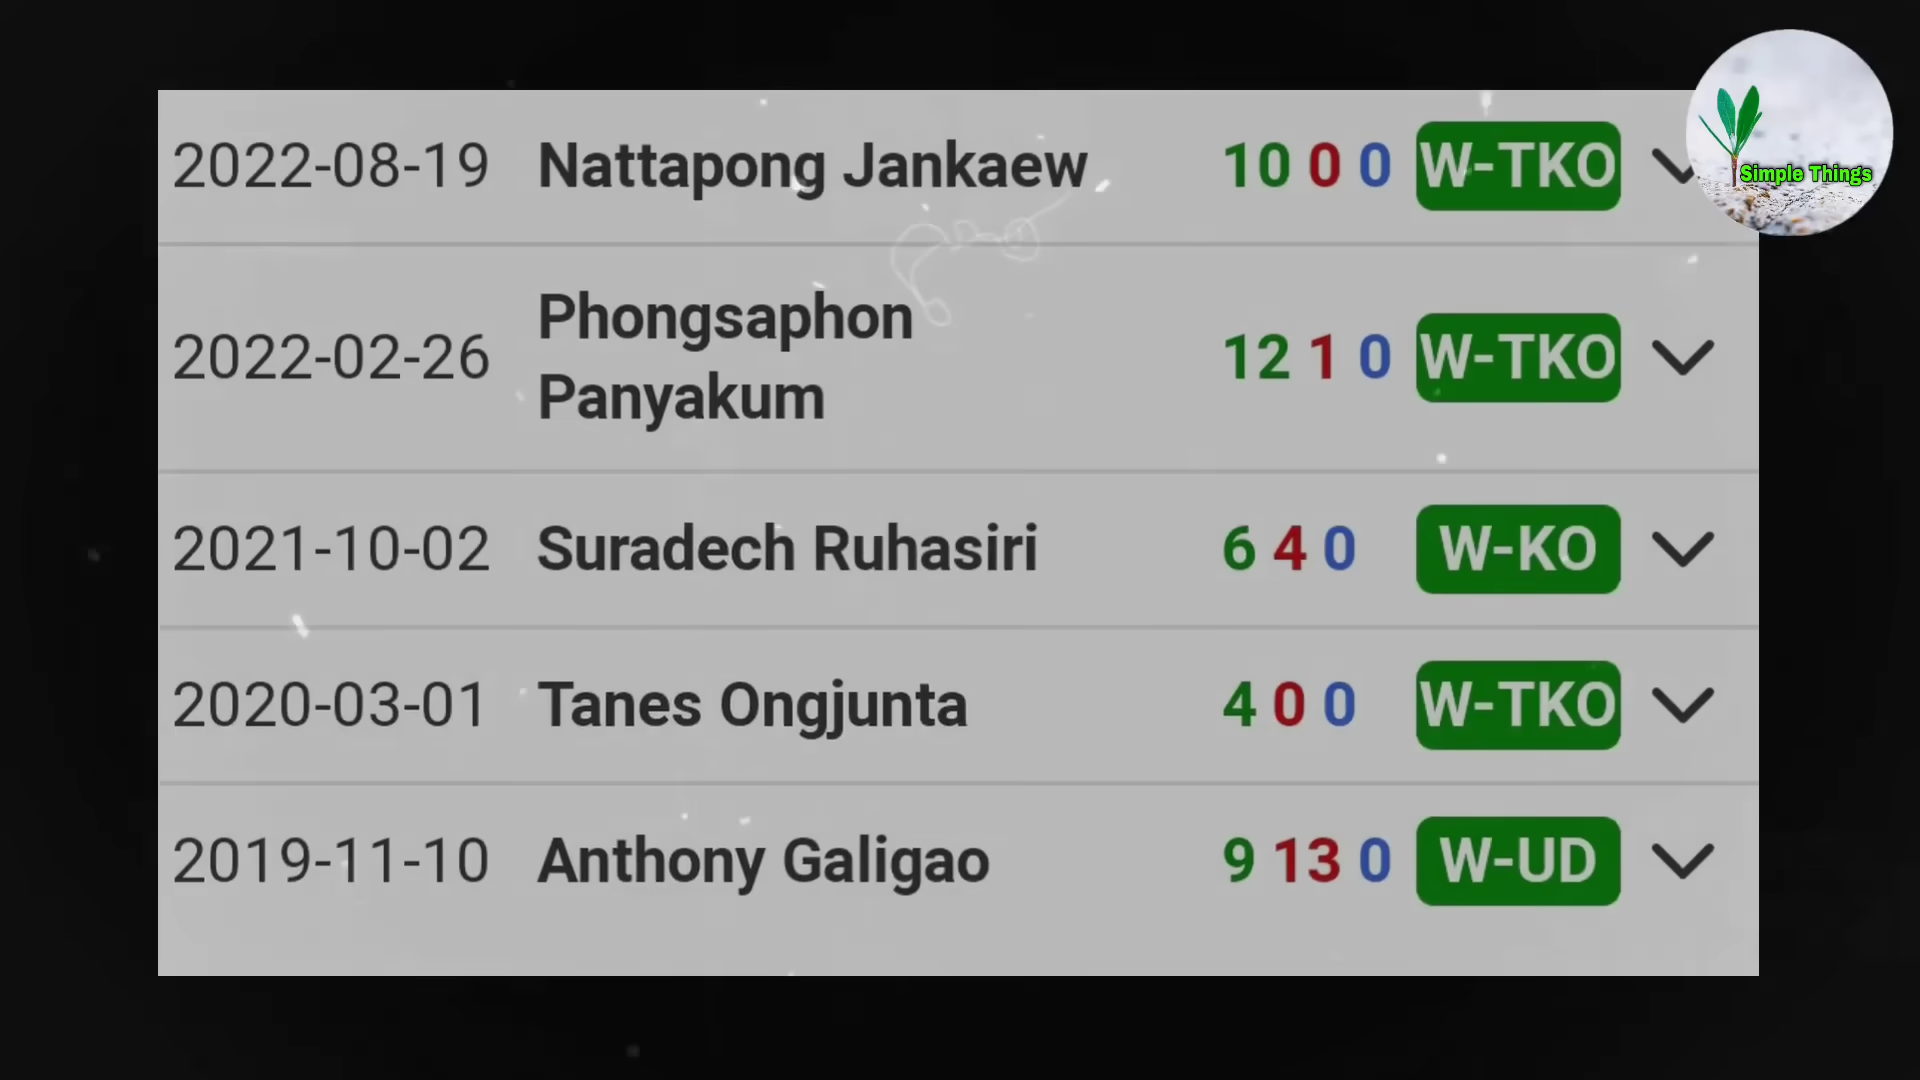 2022-08-19 Nattapong Jankaew 10 0 0 W-TKO
Simple Things
2022-02-26 Phongsaphon Panyakum 12 1 0 W-TKO
2021-10-02 Suradech Ruhasiri 6 4 0 W-KO
2020-03-01 Tanes Ongjunta 4 0 0 W-TKO
2019-11-10 Anthony Galigao 9 13 0 W-UD